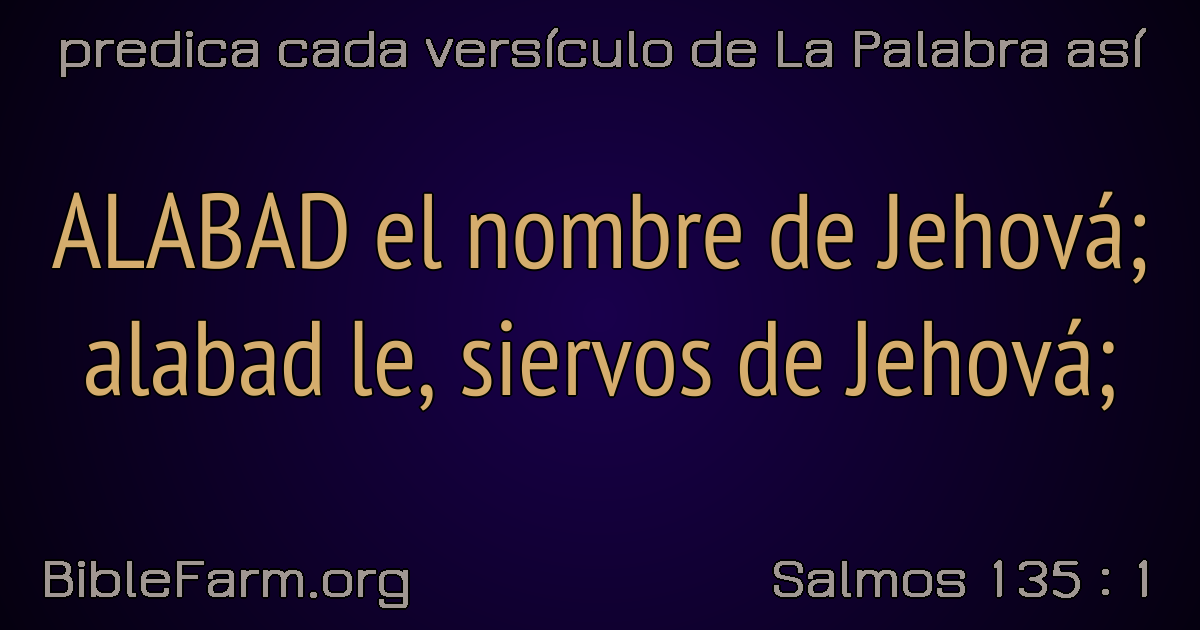 predica cada versículo de La Palabra así
ALABAD el nombre de Jehová;
alabad le, siervos de Jehová;
BibleFarm.org
Salmos 135 : 1